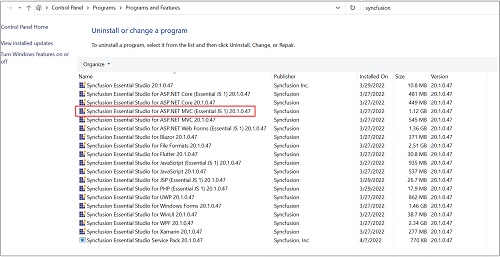 Control Panel > Programs > Programs and Features
syncfusion
Control Panel Home
View installed updates
Turn Windows features on or off
Uninstall or change a program
To uninstall a program, select it from the list and then click Uninstall, Change, or Repair.
Organize
Name Publisher Installed On Size Version
Syncfusion Essential Studio 20.1.0.47 Syncfusion Inc. 3/29/2022 10.8 MB 20.1.0.47
Syncfusion Essential Studio for ASP.NET Core (Essential JS 1) 20.1.0.47 Syncfusion 3/27/2022 461 MB 20.1.0.47
Syncfusion Essential Studio for ASP.NET Core 20.1.0.47 Syncfusion 3/27/2022 449 MB 20.1.0.47
Syncfusion Essential Studio for ASP.NET MVC (Essential JS 1) 20.1.0.47 Syncfusion 3/27/2022 1.12 GB 20.1.0.47
Syncfusion Essential Studio for ASP.NET MVC 20.1.0.47 Syncfusion 3/27/2022 545 MB 20.1.0.47
Syncfusion Essential Studio for ASP.NET Web Forms (Essential JS 1) 20.1.0.47 Syncfusion 3/27/2022 1.36 GB 20.1.0.47
Syncfusion Essential Studio for Blazor 20.1.0.47 Syncfusion 3/27/2022 371 MB 20.1.0.47
Syncfusion Essential Studio for File Formats 20.1.0.47 Syncfusion 3/27/2022 2.51 GB 20.1.0.47
Syncfusion Essential Studio for Flutter 20.1.0.47 Syncfusion 3/27/2022 30.8 MB 20.1.0.47
Syncfusion Essential Studio for JavaScript (Essential JS 1) 20.1.0.47 Syncfusion 3/27/2022 935 MB 20.1.0.47
Syncfusion Essential Studio for JavaScript 20.1.0.47 Syncfusion 3/27/2022 537 MB 20.1.0.47
Syncfusion Essential Studio for JSP (Essential JS 1) 20.1.0.47 Syncfusion 3/29/2022 26.7 MB 20.1.0.47
Syncfusion Essential Studio for PHP (Essential JS 1) 20.1.0.47 Syncfusion 3/29/2022 17.9 MB 20.1.0.47
Syncfusion Essential Studio for UWP 20.1.0.47 Syncfusion 3/27/2022 862 MB 20.1.0.47
Syncfusion Essential Studio for Windows Forms 20.1.0.47 Syncfusion 3/27/2022 1.46 GB 20.1.0.47
Syncfusion Essential Studio for WinUI 20.1.0.47 Syncfusion 3/27/2022 38.7 MB 20.1.0.47
Syncfusion Essential Studio for WPF 20.1.0.47 Syncfusion 3/27/2022 2.34 GB 20.1.0.47
Syncfusion Essential Studio for Xamarin 20.1.0.47 Syncfusion 3/27/2022 277 MB 20.1.0.47
Syncfusion Essential Studio Service Pack 20.1.0.47 Syncfusion, Inc 4/7/2022 770 KB 20.1.0.47